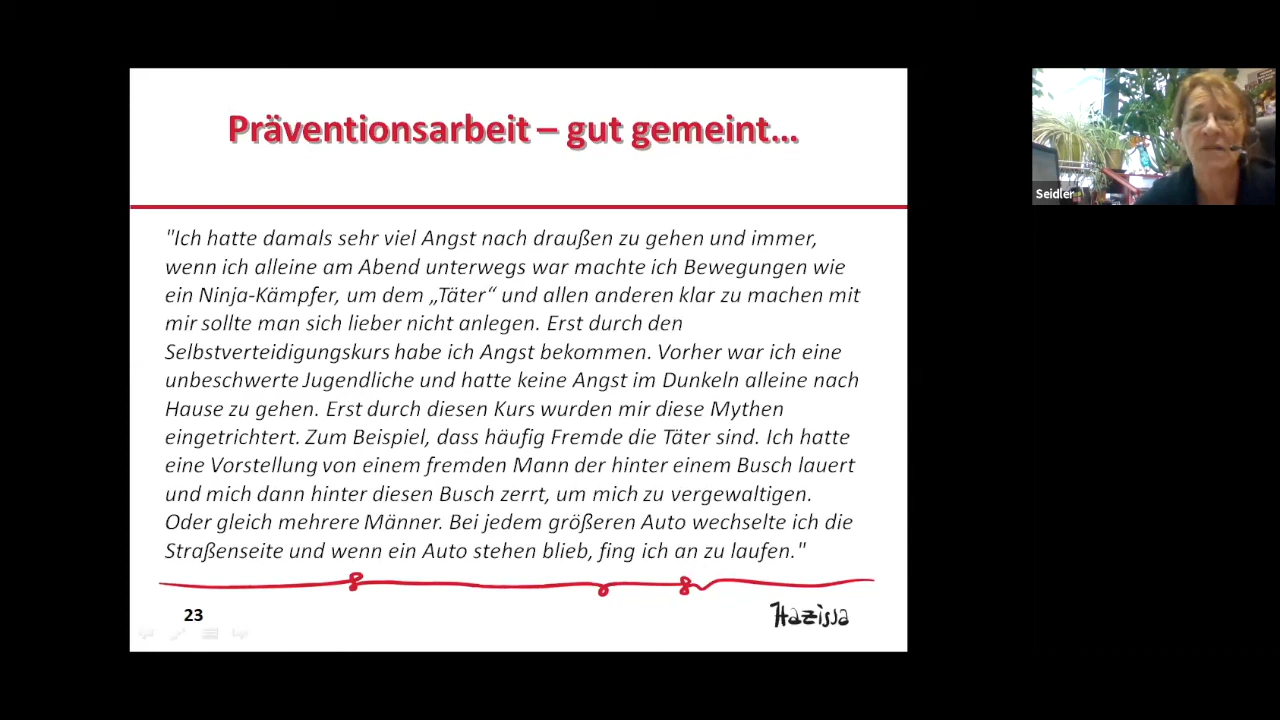 Präventionsarbeit – gut gemeint...
"Ich hatte damals sehr viel Angst nach draußen zu gehen und immer,
wenn ich alleine am Abend unterwegs war machte ich Bewegungen wie
ein Ninja-Kämpfer, um dem „Täter“ und allen anderen klar zu machen mit
mir sollte man sich lieber nicht anlegen. Erst durch den
Selbstverteidigungskurs habe ich Angst bekommen. Vorher war ich eine
unbeschwerte Jugendliche und hatte keine Angst im Dunkeln alleine nach
Hause zu gehen. Erst durch diesen Kurs wurden mir diese Mythen
eingetrichtert. Zum Beispiel, dass häufig Fremde die Täter sind. Ich hatte
eine Vorstellung von einem fremden Mann der hinter einem Busch lauert
und mich dann hinter diesen Busch zerrt, um mich zu vergewaltigen.
Oder gleich mehrere Männer. Bei jedem größeren Auto wechselte ich die
Straßenseite und wenn ein Auto stehen blieb, fing ich an zu laufen."
23
Hazissa
Seidler